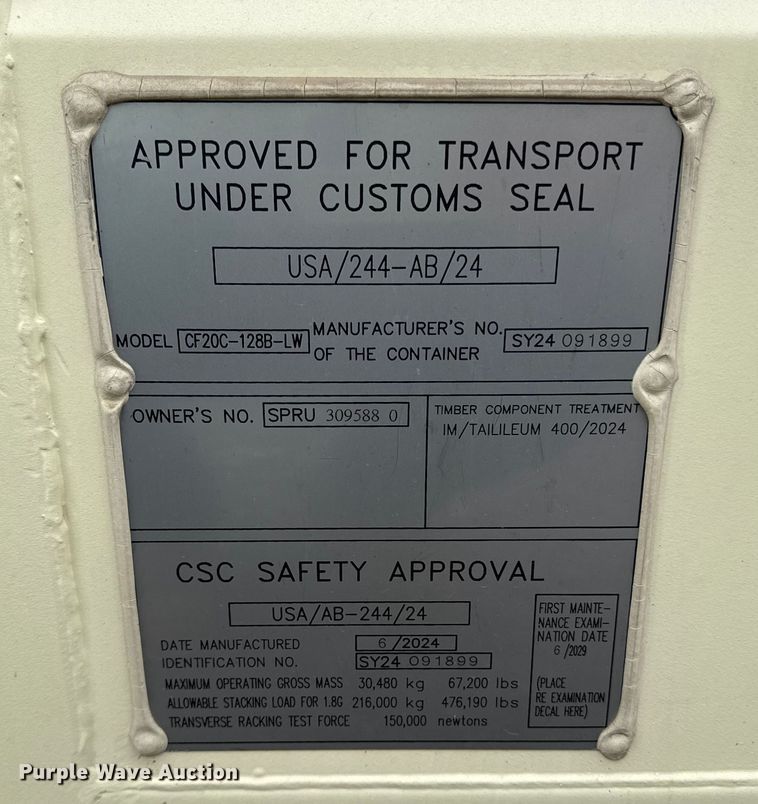 APPROVED FOR TRANSPORT
UNDER CUSTOMS SEAL
USA/244-AB/24
MODEL CF20C-128B-LW MANUFACTURER'S NO. OF THE CONTAINER SY24 091899
OWNER'S NO. SPRU 309588 0
TIMBER COMPONENT TREATMENT
IM/TAILILEUM 400/2024
CSC SAFETY APPROVAL
USA/AB-244/24
DATE MANUFACTURED 6/2024
IDENTIFICATION NO. SY24 091899
MAXIMUM OPERATING GROSS MASS 30,480 kg 67,200 lbs
ALLOWABLE STACKING LOAD FOR 1.8G 216,000 kg 476,190 lbs
TRANSVERSE RACKING TEST FORCE 150,000 newtons
FIRST MAINTE-
NANCE EXAMI-
NATION DATE
6 /2029
(PLACE
RE EXAMINATION
DECAL HERE)
Purple Wave Auction